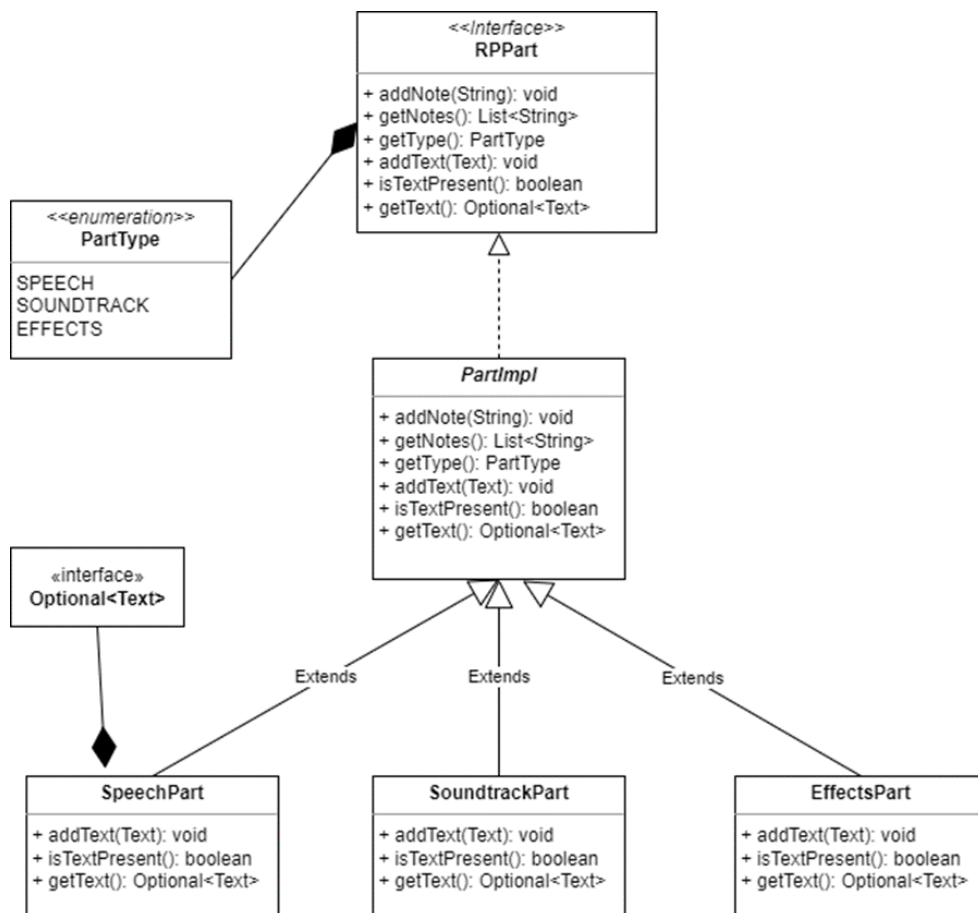 <<Interface>>
RPPart
+ addNote(String): void
+ getNotes(): List<String>
+ getType(): PartType
+ addText(Text): void
+ isTextPresent(): boolean
+ getText(): Optional<Text>
<<enumeration>>
PartType
SPEECH
SOUNDTRACK
EFFECTS
PartImpl
+ addNote(String): void
+ getNotes(): List<String>
+ getType(): PartType
+ addText(Text): void
+ isTextPresent(): boolean
+ getText(): Optional<Text>
«interface»
Optional<Text>
Extends
Extends
Extends
SpeechPart
+ addText(Text): void
+ isTextPresent(): boolean
+ getText(): Optional<Text>
SoundtrackPart
+ addText(Text): void
+ isTextPresent(): boolean
+ getText(): Optional<Text>
EffectsPart
+ addText(Text): void
+ isTextPresent(): boolean
+ getText(): Optional<Text>